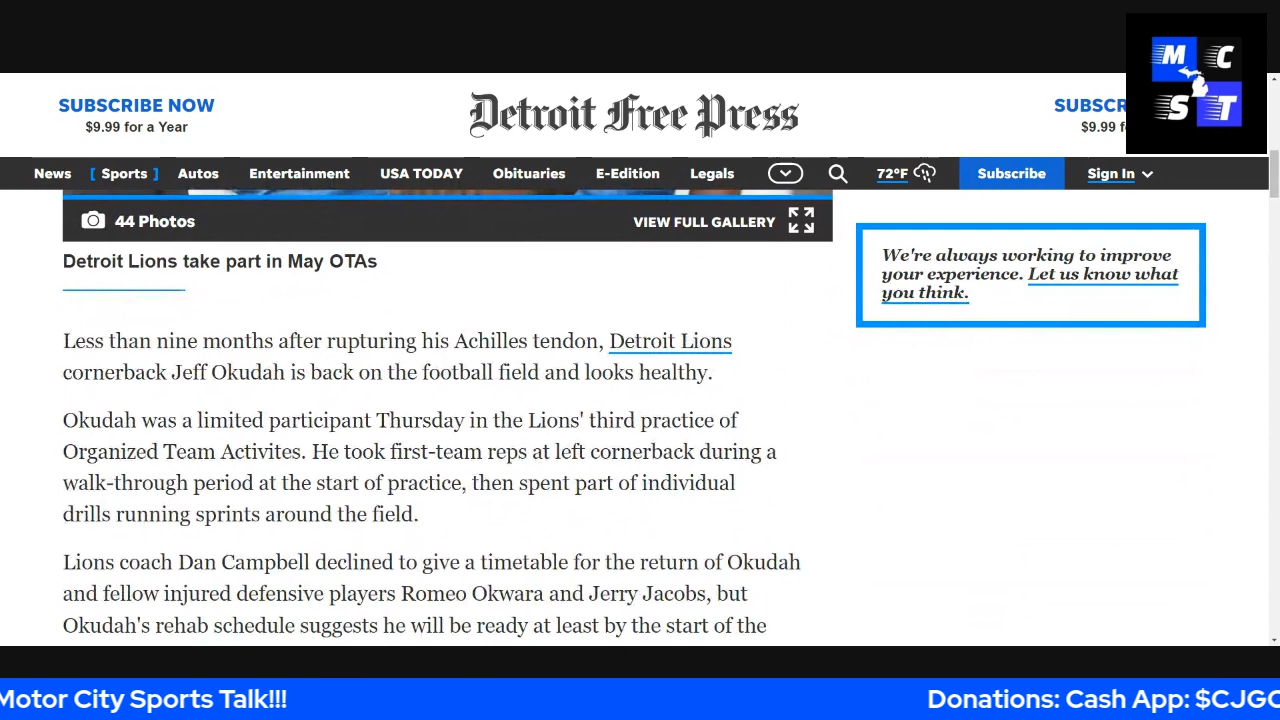 M C
S T
SUBSCRIBE NOW
$9.99 for a Year
Detroit Free Press
SUBSCR
$9.99 f
News [ Sports ] Autos Entertainment USA TODAY Obituaries E-Edition Legals 72°F Subscribe Sign In
44 Photos VIEW FULL GALLERY
Detroit Lions take part in May OTAs
We're always working to improve
your experience. Let us know what
you think.
Less than nine months after rupturing his Achilles tendon, Detroit Lions
cornerback Jeff Okudah is back on the football field and looks healthy.
Okudah was a limited participant Thursday in the Lions' third practice of
Organized Team Activites. He took first-team reps at left cornerback during a
walk-through period at the start of practice, then spent part of individual
drills running sprints around the field.
Lions coach Dan Campbell declined to give a timetable for the return of Okudah
and fellow injured defensive players Romeo Okwara and Jerry Jacobs, but
Okudah's rehab schedule suggests he will be ready at least by the start of the
Motor City Sports Talk!!! Donations: Cash App: $CJGC